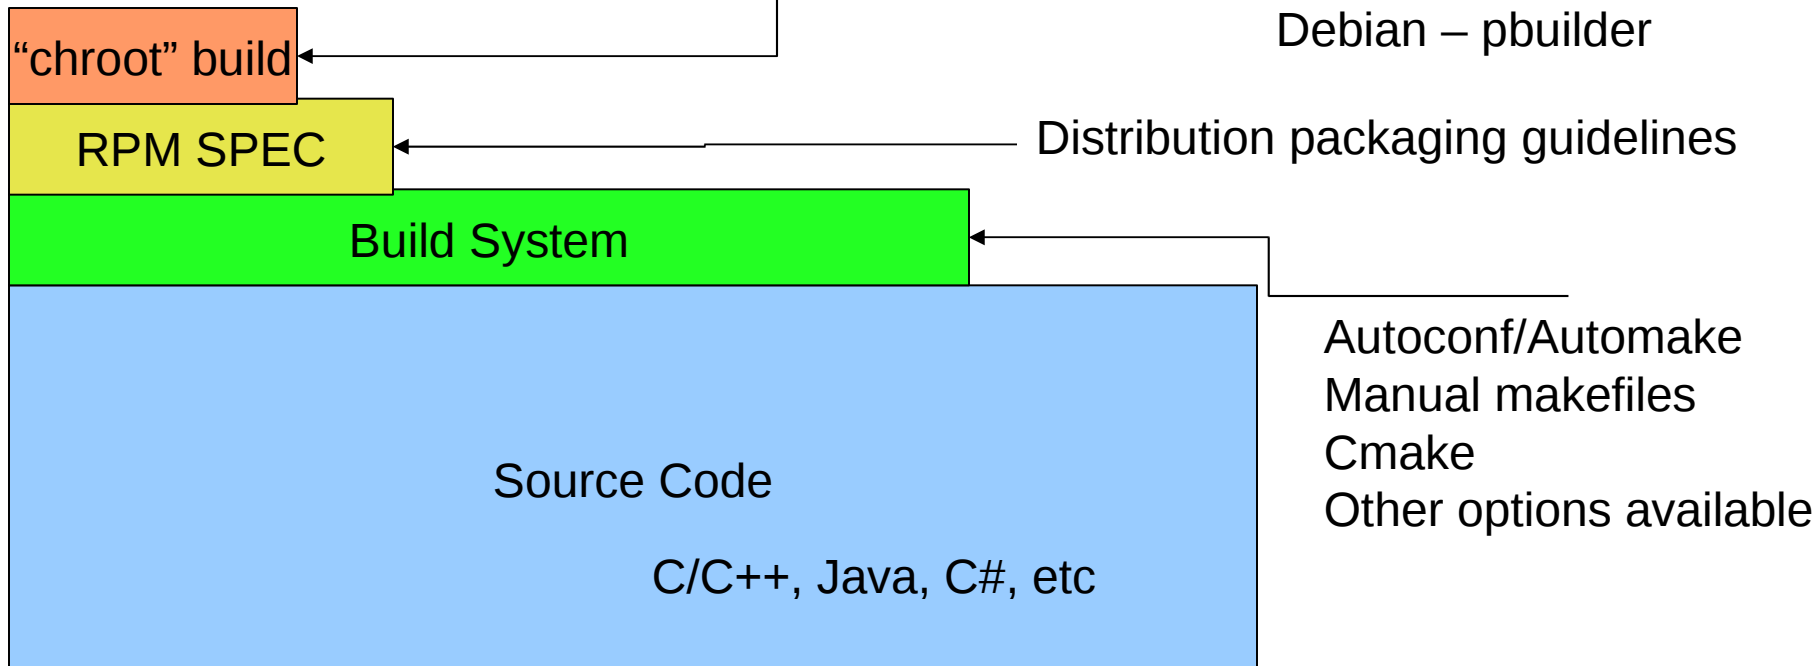 Debian – pbuilder
“chroot” build
Distribution packaging guidelines
RPM SPEC
Build System
Autoconf/Automake
Manual makefiles
Cmake
Other options available
Source Code
C/C++, Java, C#, etc